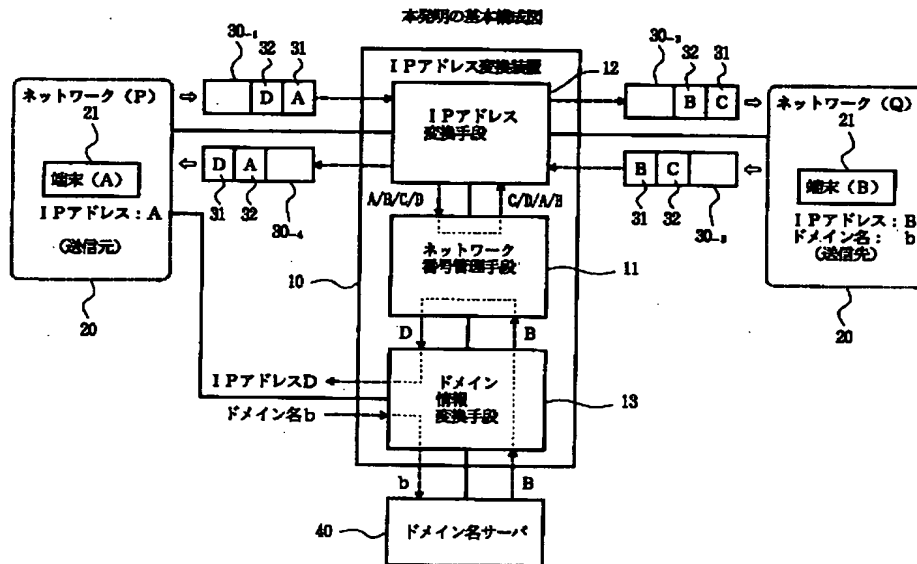 本発明の基本構成図
30-1
32
31
D
A
IPアドレス変換装置
12
IPアドレス
変換手段
32
31
B
C
ネットワーク(P)
21
端末(A)
IPアドレス:A
(送信元)
20
D
A
31
32
30-4
ネットワーク(Q)
21
端末(B)
IPアドレス:B
ドメイン名: b
(送信先)
20
B
C
31
32
A/B/C/D
C/D/A/B
ネットワーク
番号管理手段
10
11
D
B
IPアドレスD
ドメイン名b
ドメイン
情報
変換手段
13
b
B
40
ドメイン名サーバ